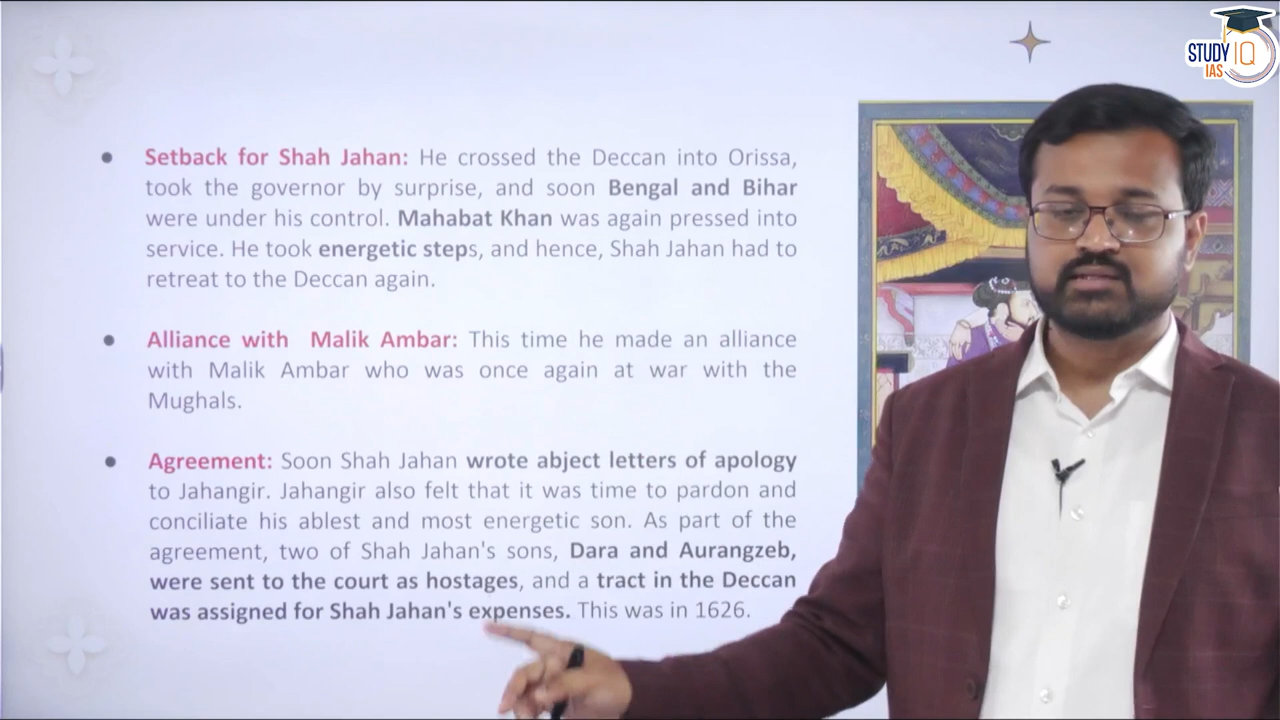 STUDY IQ
IAS
Setback for Shah Jahan: He crossed the Deccan into Orissa,
took the governor by surprise, and soon Bengal and Bihar
were under his control. Mahabat Khan was again pressed into
service. He took energetic steps, and hence, Shah Jahan had to
retreat to the Deccan again.
Alliance with Malik Ambar: This time he made an alliance
with Malik Ambar who was once again at war with the
Mughals.
Agreement: Soon Shah Jahan wrote abject letters of apology
to Jahangir. Jahangir also felt that it was time to pardon and
conciliate his ablest and most energetic son. As part of the
agreement, two of Shah Jahan's sons, Dara and Aurangzeb,
were sent to the court as hostages, and a tract in the Deccan
was assigned for Shah Jahan's expenses. This was in 1626.